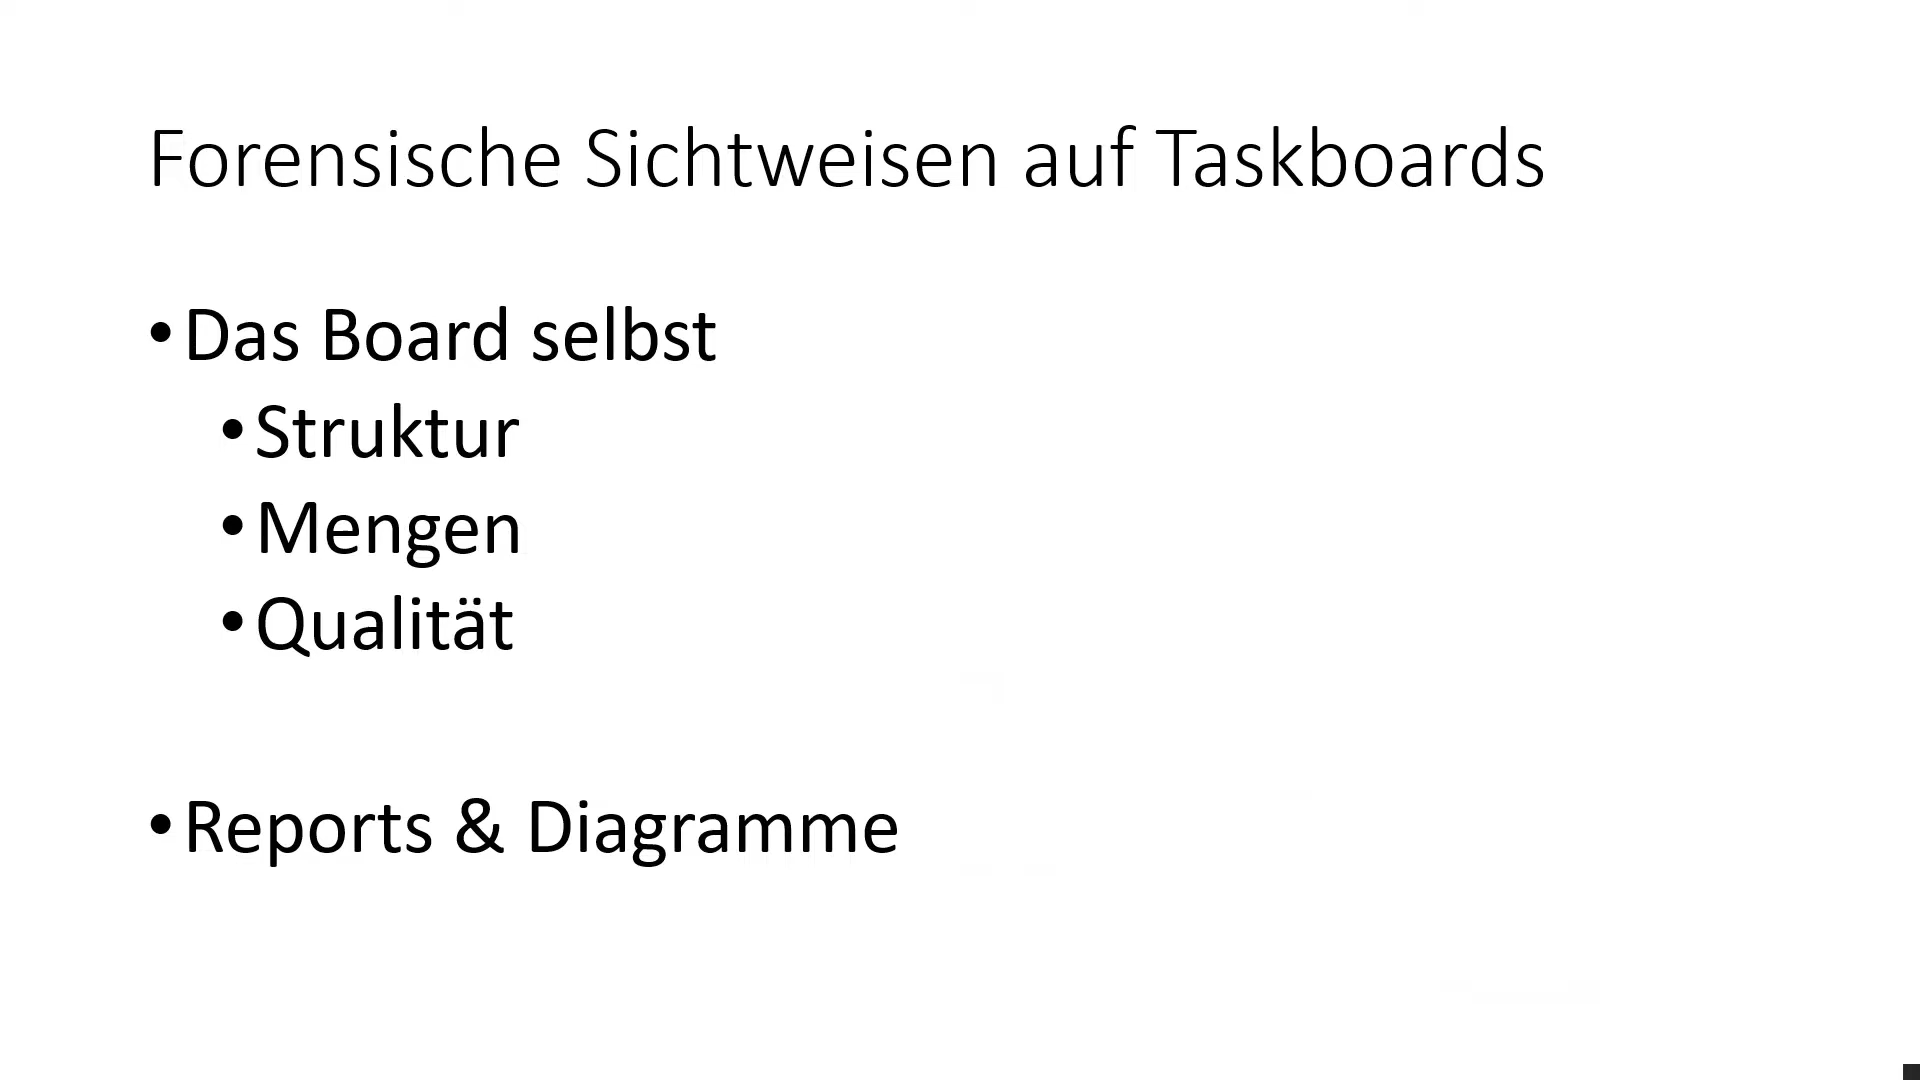 Forensische Sichtweisen auf Taskboards
• Das Board selbst
• Struktur
• Mengen
• Qualität
• Reports & Diagramme